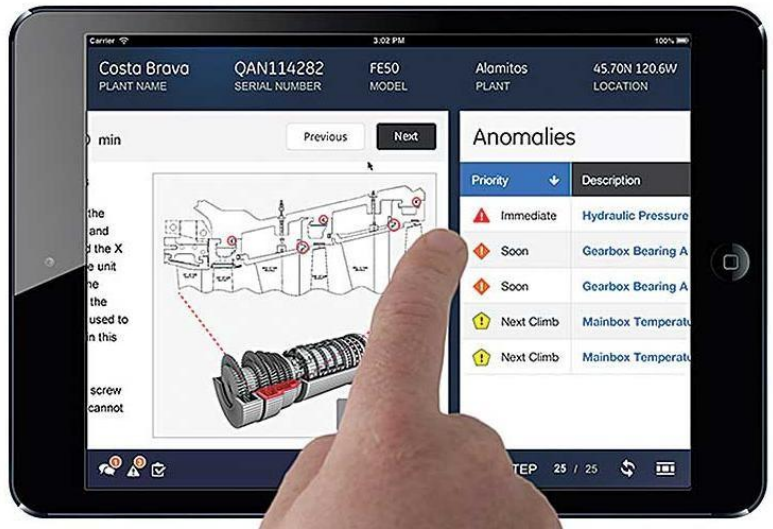 Carrier 3:02 PM 100%
Costa Brava QAN114282 FE50 Alamitos 45.70N 120.6W
PLANT NAME SERIAL NUMBER MODEL PLANT LOCATION
min Previous Next Anomalies
Priority Description
the
and
d the X
e unit
the
used to
in this
screw
cannot
Immediate Hydraulic Pressure
Soon Gearbox Bearing A
Soon Gearbox Bearing A
Next Climb Mainbox Temperatu
Next Climb Mainbox Temperatu
TEP 25 / 25